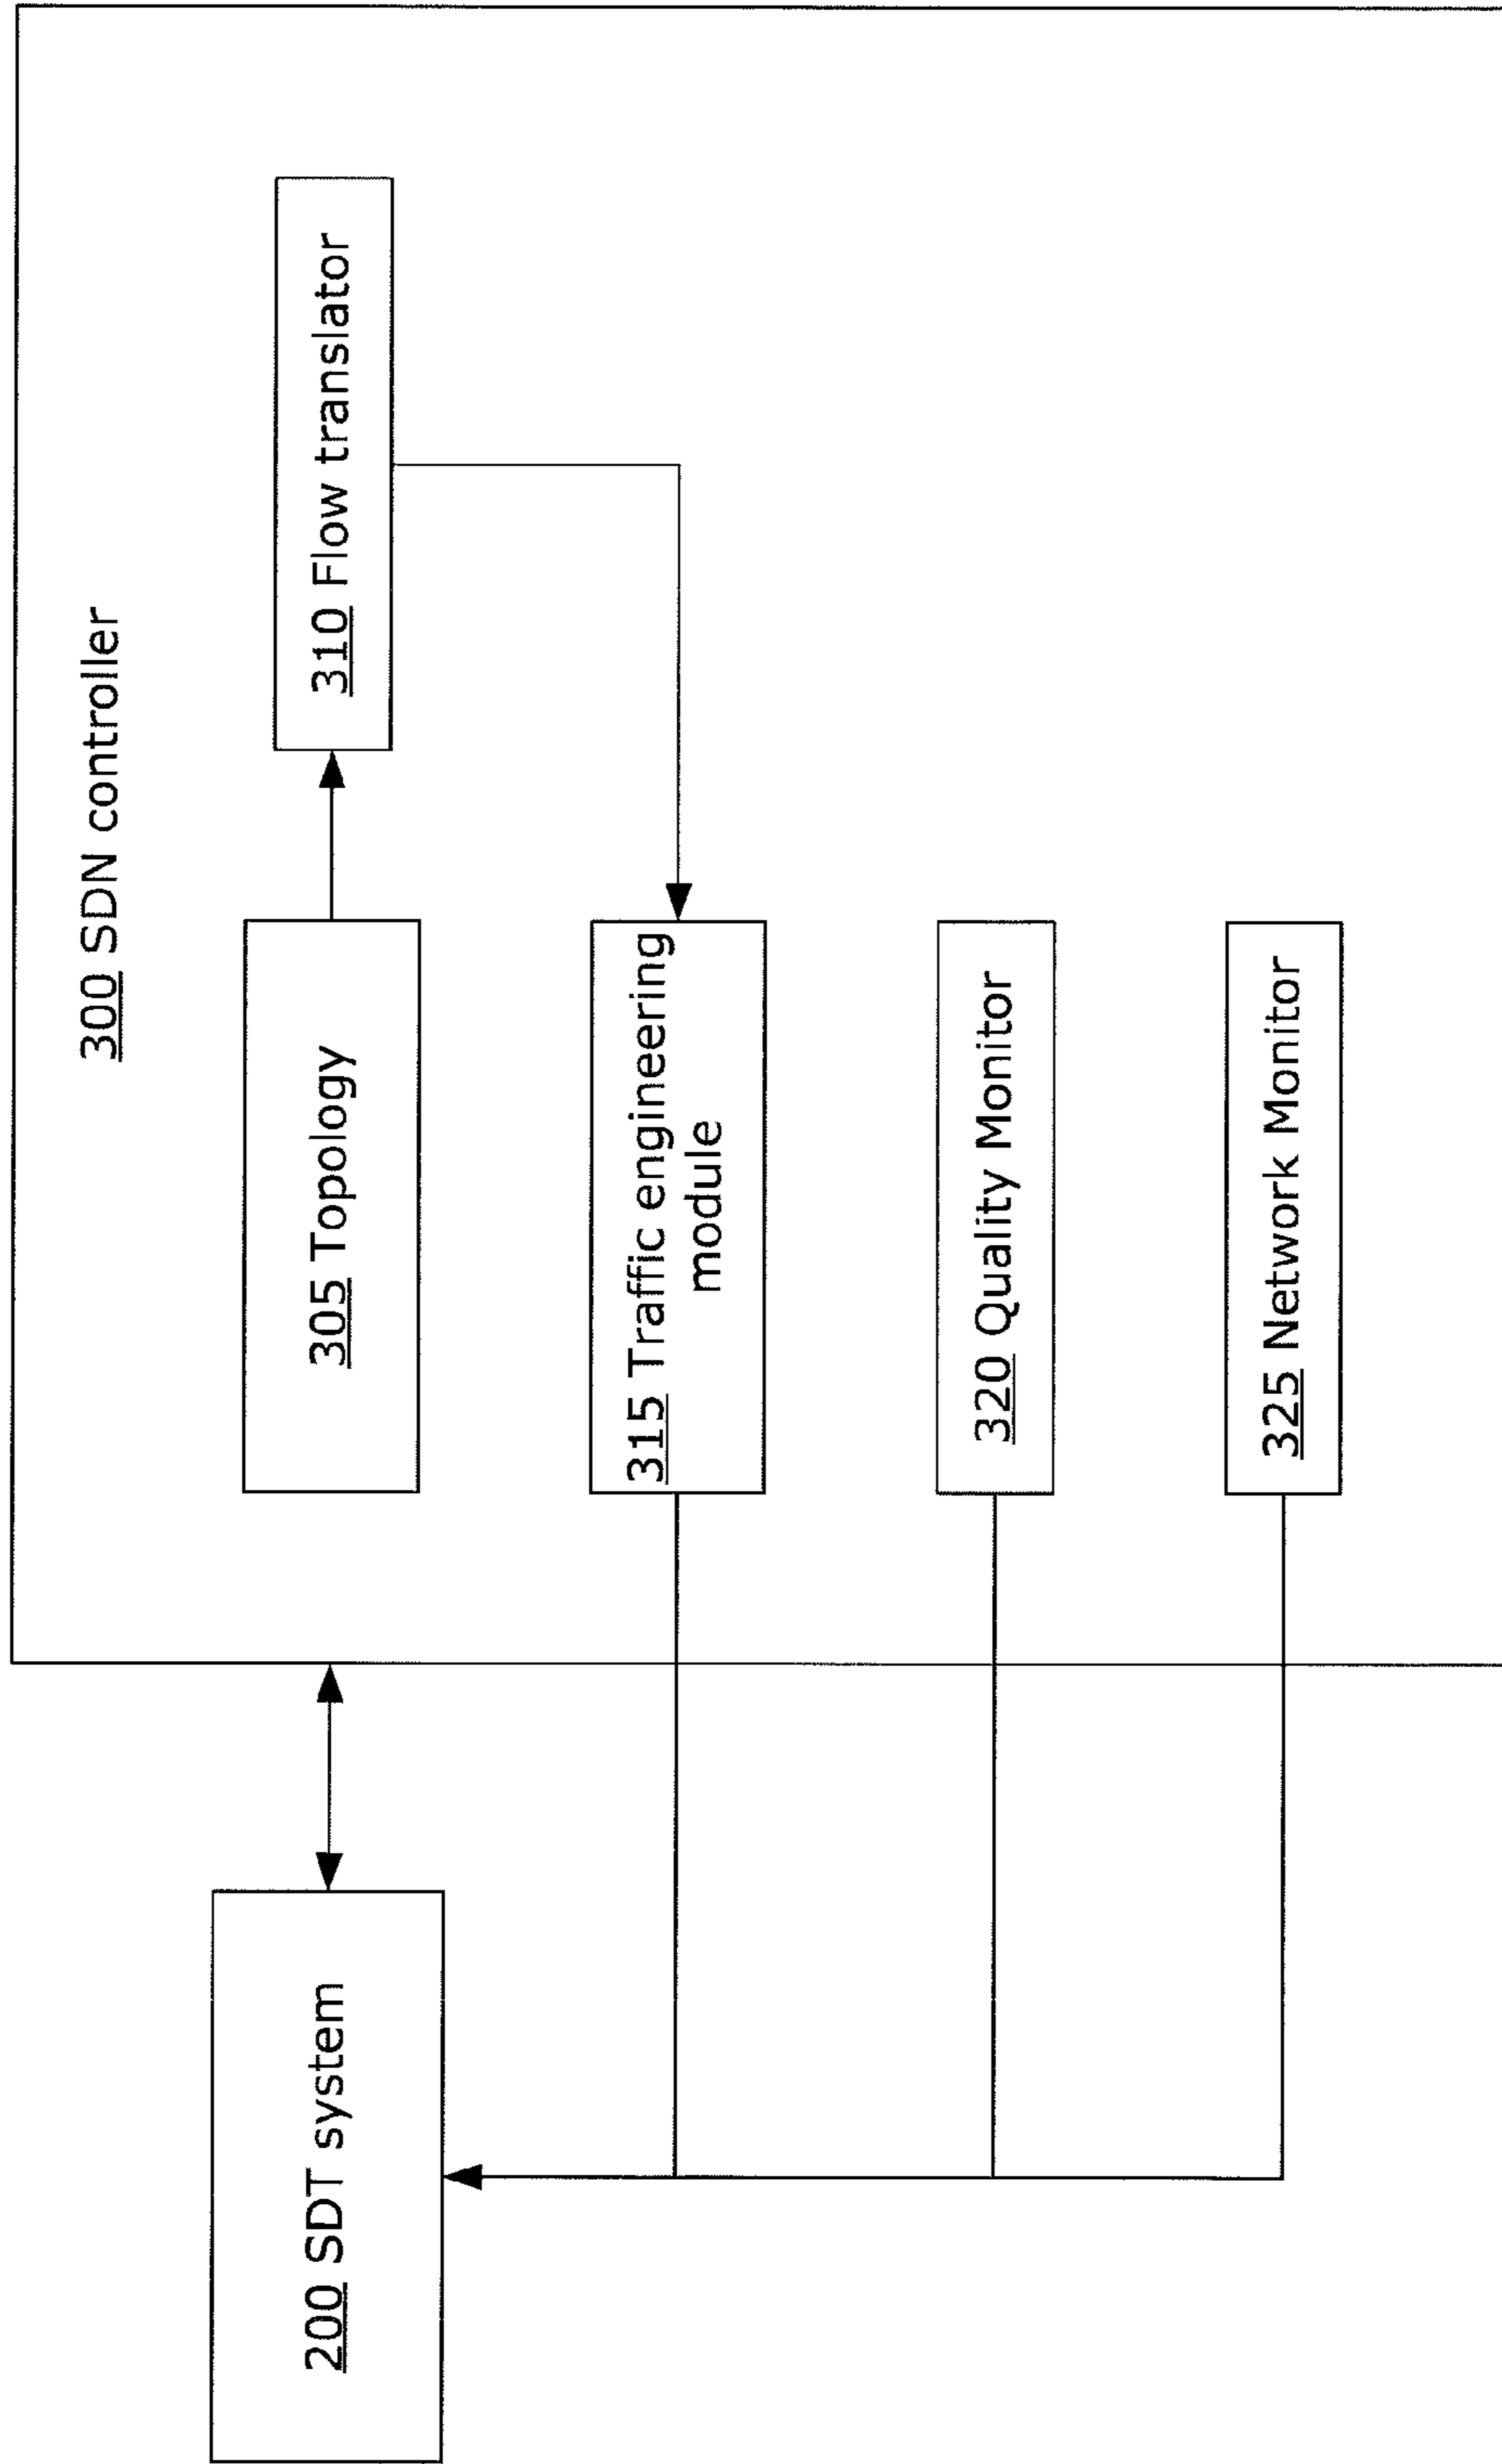 300 SDN controller
200 SDT system
305 Topology
310 Flow translator
315 Traffic engineering
module
320 Quality Monitor
325 Network Monitor